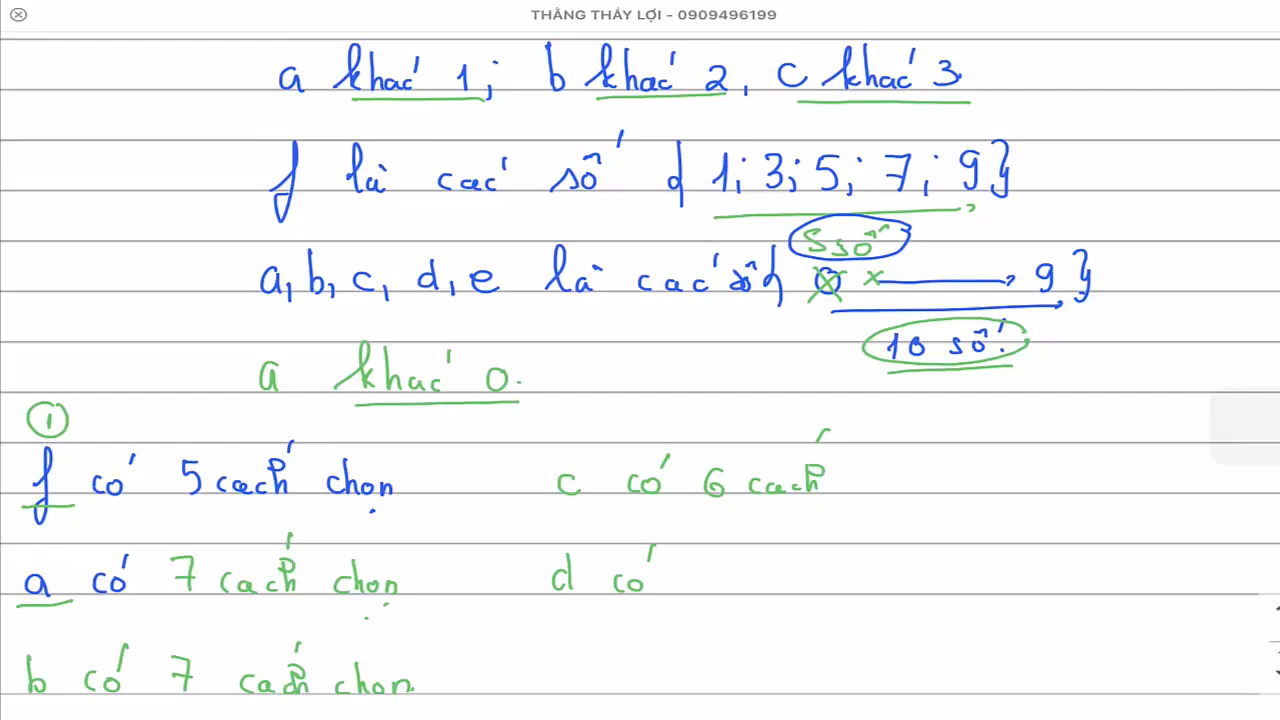 THẮNG THẦY LỢI - 0909496199
a khác 1; b khác 2, c khác 3
f là các số {1; 3; 5; 7; 9}
5 số
a, b, c, d, e là các số { 0 9 }
10 số
a khác 0.
1
f có 5 cách chọn
c có 6 cách
a có 7 cách chọn
d có
b có 7 cách chọn